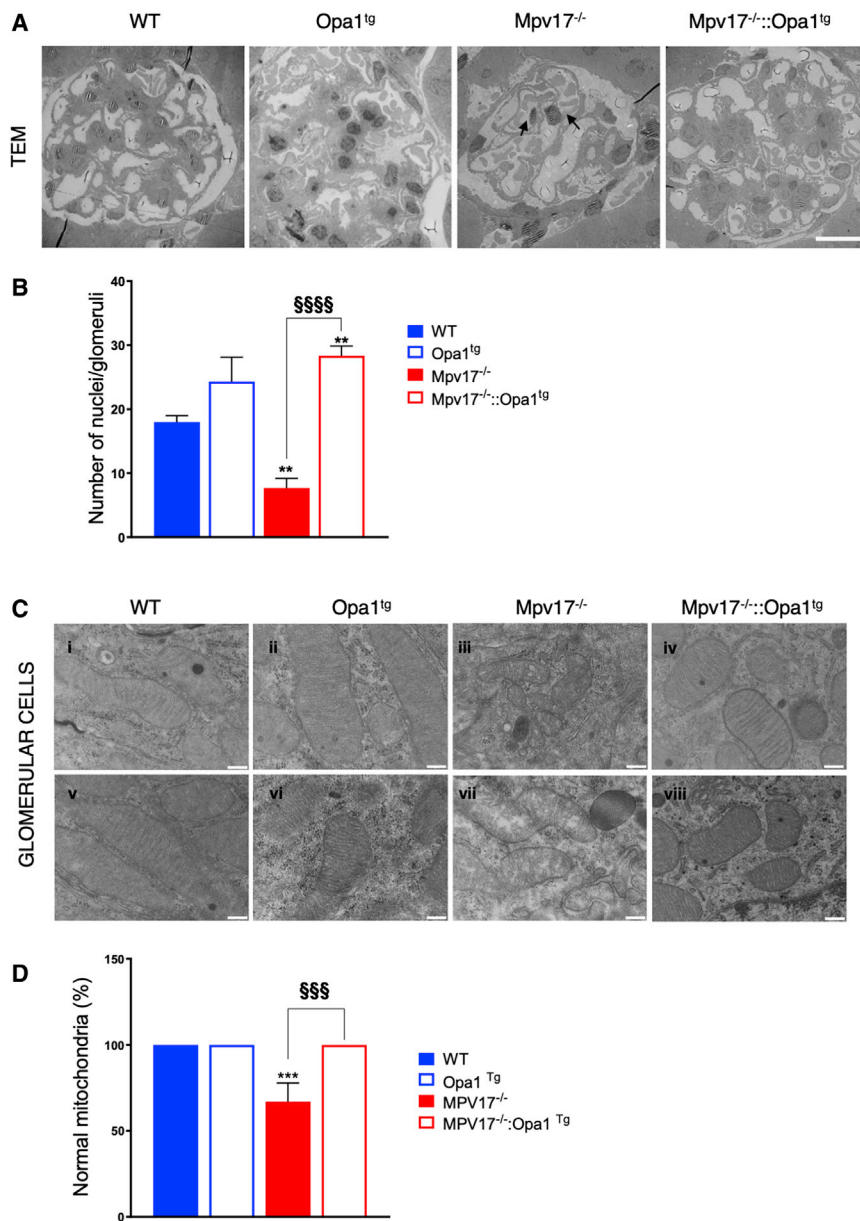 A
WT
Opa1tg
Mpv17-/-
Mpv17-/-::Opa1tg
TEM
B
Number of nuclei/glomeruli
40
30
20
10
0
§§§§
**
**
WT
Opa1tg
Mpv17-/-
Mpv17-/-::Opa1tg
C
WT
Opa1tg
Mpv17-/-
Mpv17-/-::Opa1tg
GLOMERULAR CELLS
i
ii
iii
iv
v
vi
vii
viii
D
Normal mitochondria (%)
150
100
50
0
§§§
***
WT
Opa1 Tg
MPV17-/-
MPV17-/-:Opa1 Tg